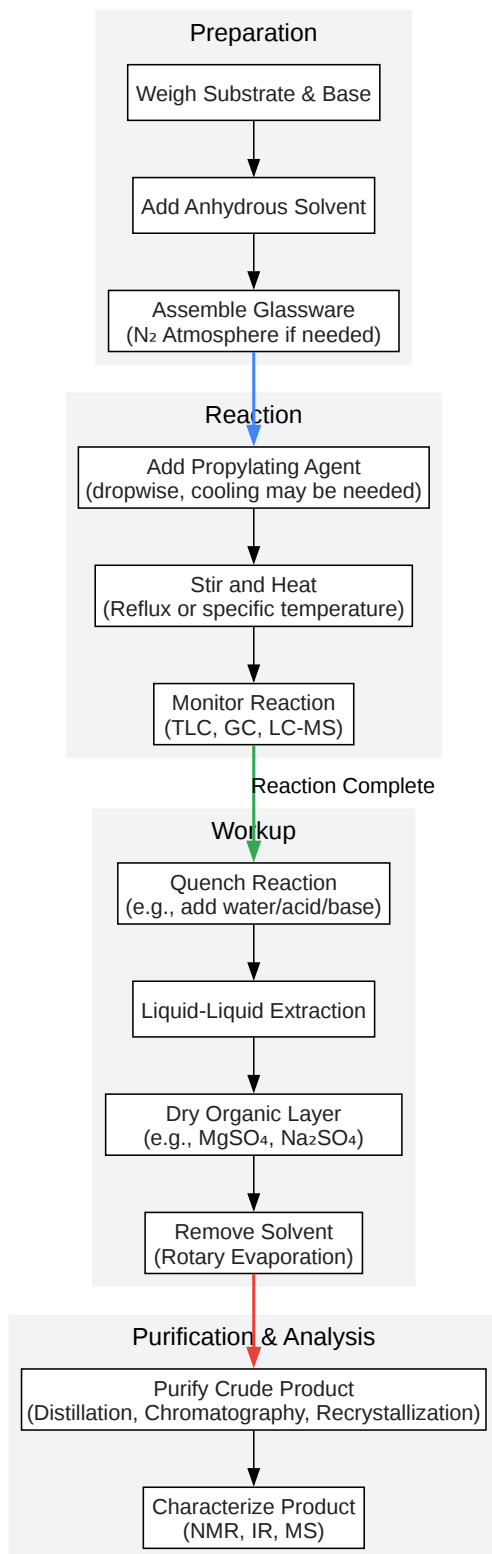 Preparation
Weigh Substrate & Base
Add Anhydrous Solvent
Assemble Glassware
(N₂ Atmosphere if needed)
Reaction
Add Propylating Agent
(dropwise, cooling may be needed)
Stir and Heat
(Reflux or specific temperature)
Monitor Reaction
(TLC, GC, LC-MS)
Reaction Complete
Workup
Quench Reaction
(e.g., add water/acid/base)
Liquid-Liquid Extraction
Dry Organic Layer
(e.g., MgSO₄, Na₂SO₄)
Remove Solvent
(Rotary Evaporation)
Purification & Analysis
Purify Crude Product
(Distillation, Chromatography, Recrystallization)
Characterize Product
(NMR, IR, MS)